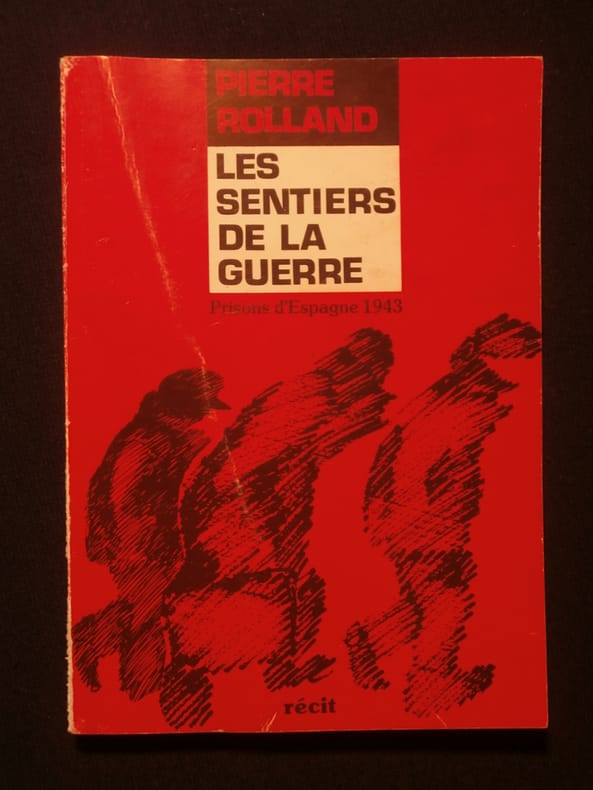 PIERRE
ROLLAND
LES
SENTIERS
DE LA
GUERRE
Prisons d'Espagne 1943
récit